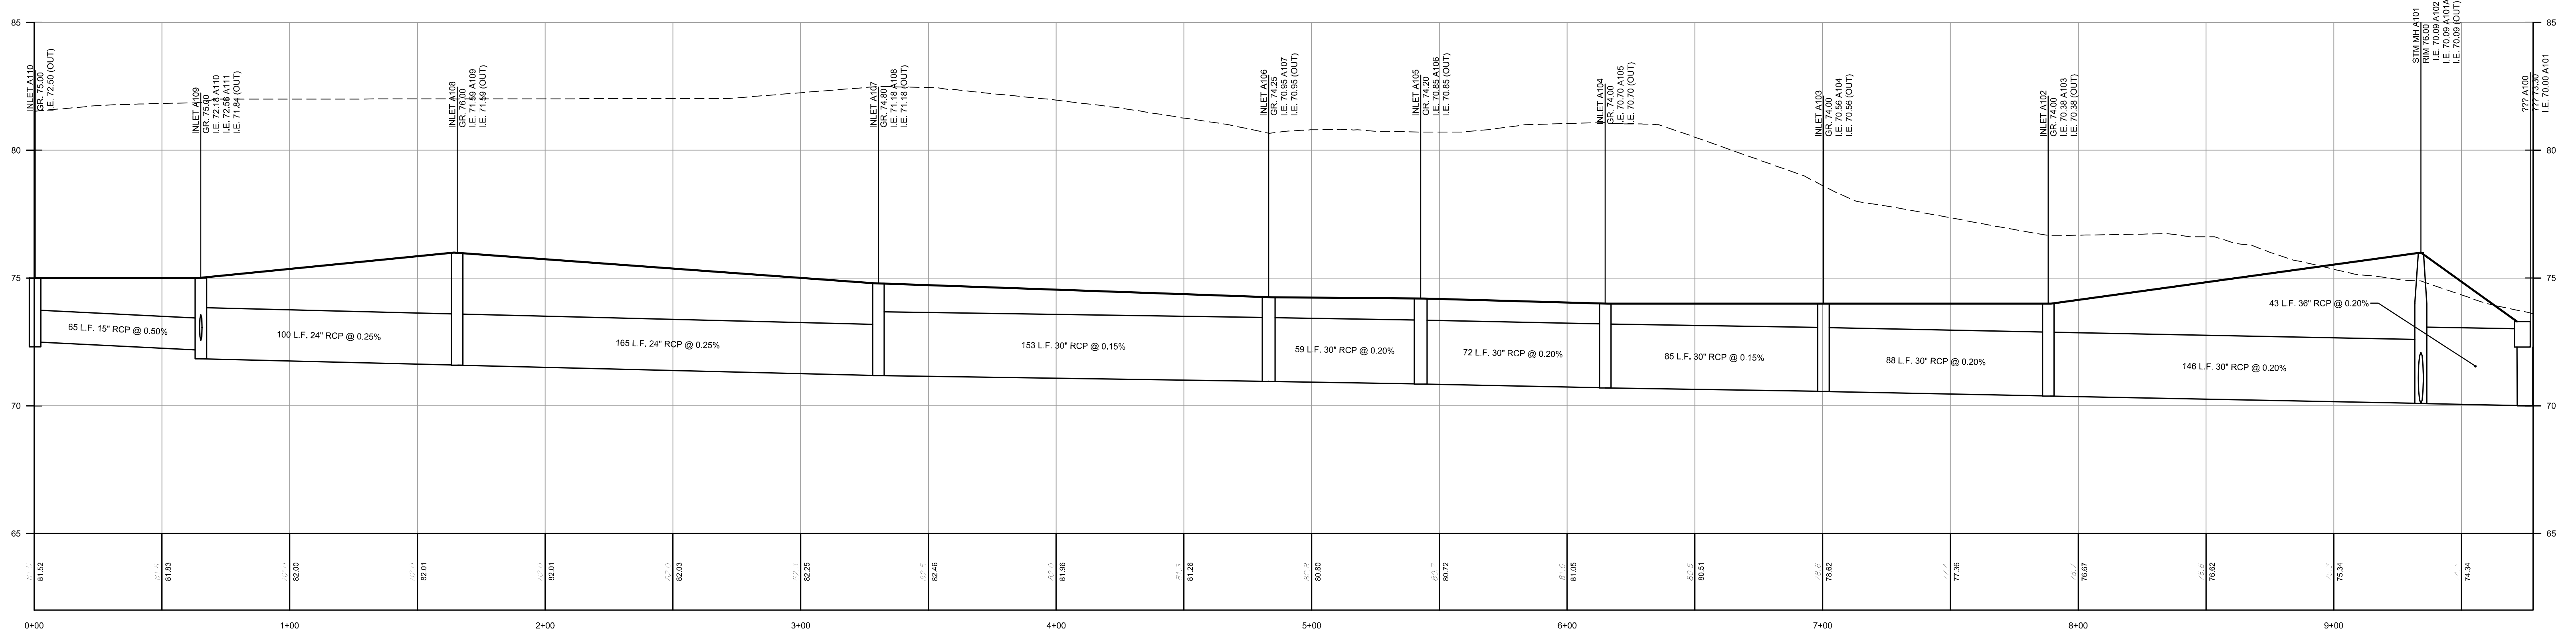 85
80
75
70
65
INLET A110
GR. 75.00
I.E. 72.50 (OUT)
INLET A109
GR. 75.00
I.E. 72.18 A110
I.E. 72.56 A111
I.E. 71.84 (OUT)
INLET A108
GR. 76.00
I.E. 71.59 A109
I.E. 71.59 (OUT)
INLET A107
GR. 74.80
I.E. 71.18 A108
I.E. 71.18 (OUT)
INLET A106
GR. 74.25
I.E. 70.95 A107
I.E. 70.95 (OUT)
INLET A105
GR. 74.20
I.E. 70.85 A106
I.E. 70.85 (OUT)
INLET A104
GR. 74.00
I.E. 70.70 A105
I.E. 70.70 (OUT)
INLET A103
GR. 74.00
I.E. 70.56 A104
I.E. 70.56 (OUT)
INLET A102
GR. 74.00
I.E. 70.38 A103
I.E. 70.38 (OUT)
STM MH A101
RIM 76.00
I.E. 70.09 A102
I.E. 70.09 A101A
I.E. 70.09 (OUT)
??? A100
??? 73.30
I.E. 70.00 A101
85
80
75
70
65
65 L.F. 15" RCP @ 0.50%
100 L.F. 24" RCP @ 0.25%
165 L.F. 24" RCP @ 0.25%
153 L.F. 30" RCP @ 0.15%
59 L.F. 30" RCP @ 0.20%
72 L.F. 30" RCP @ 0.20%
85 L.F. 30" RCP @ 0.15%
88 L.F. 30" RCP @ 0.20%
146 L.F. 30" RCP @ 0.20%
43 L.F. 36" RCP @ 0.20%
81.52
81.83
82.00
82.01
82.01
82.03
82.25
82.46
81.96
81.26
80.80
80.72
81.05
80.51
78.62
77.36
76.67
76.62
75.34
74.34
0+00
1+00
2+00
3+00
4+00
5+00
6+00
7+00
8+00
9+00